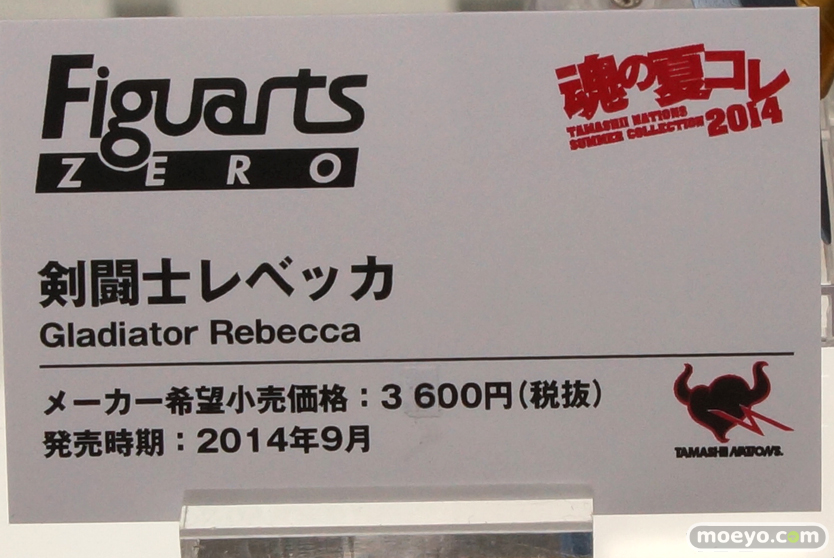 Figuarts
ZERO
魂の夏コレ
TAMASHII NATIONS
SUMMER COLLECTION 2014
剣闘士レベッカ
Gladiator Rebecca
メーカー希望小売価格：3 600円（税抜）
発売時期：2014年9月
TAMASHII NATIONS.
moeyo.com